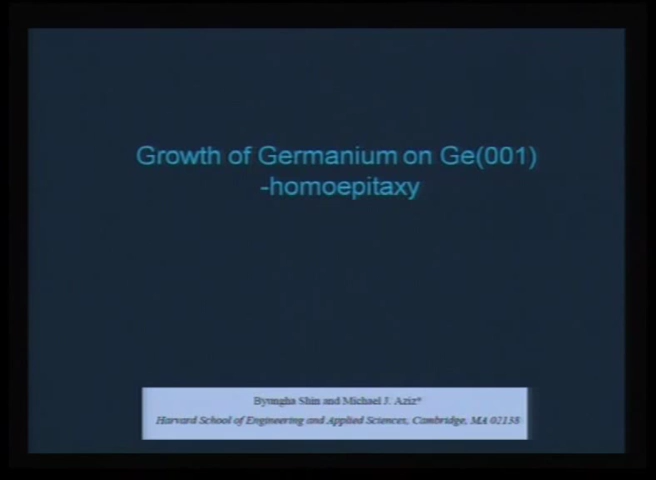 Growth of Germanium on Ge(001)
-homoepitaxy
Byungha Shin and Michael J. Aziz*
Harvard School of Engineering and Applied Sciences, Cambridge, MA 02138